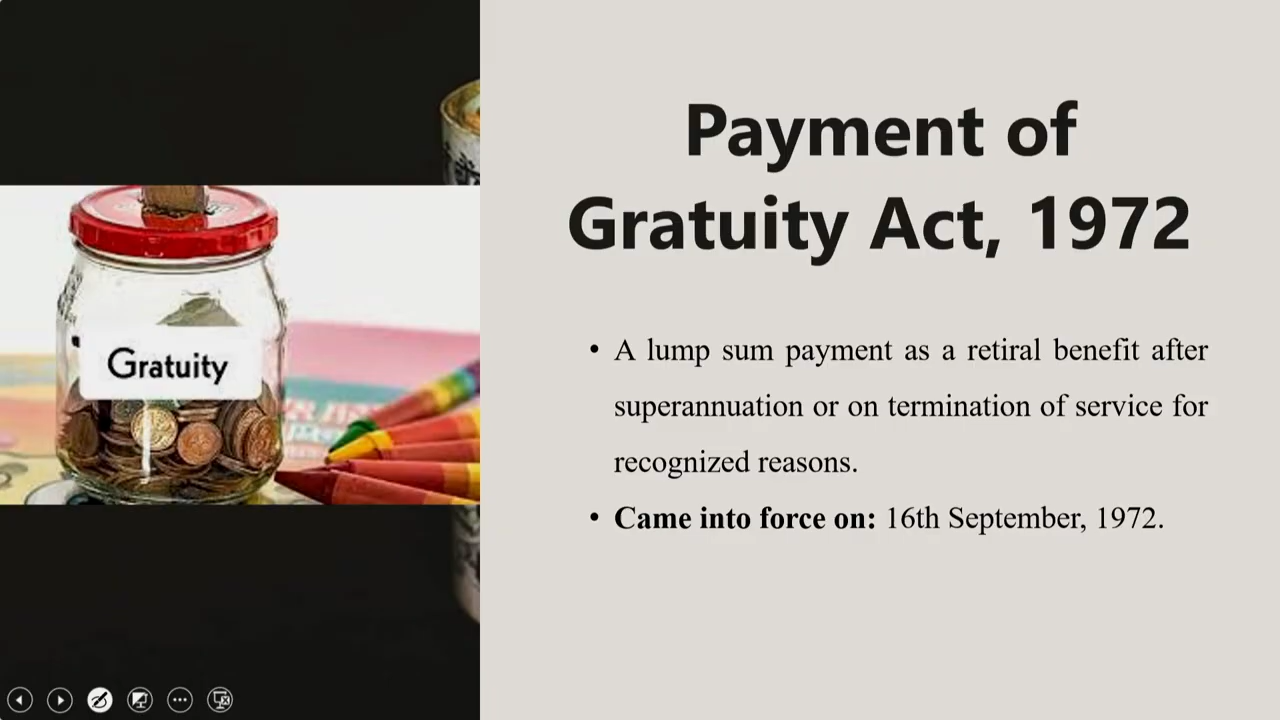 Payment of
Gratuity Act, 1972
Gratuity
• A lump sum payment as a retiral benefit after
superannuation or on termination of service for
recognized reasons.
• Came into force on: 16th September, 1972.